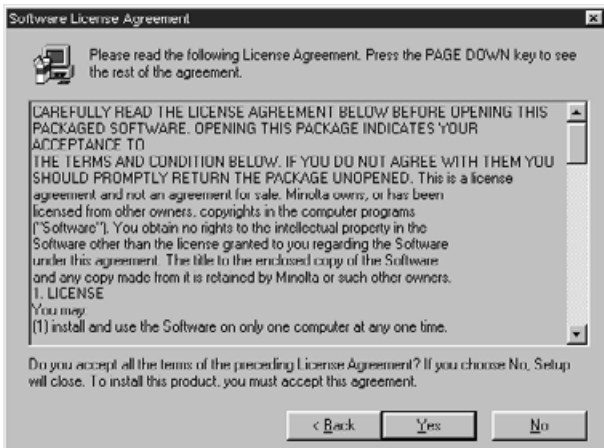 Software License Agreement
Please read the following License Agreement. Press the PAGE DOWN key to see
the rest of the agreement.
CAREFULLY READ THE LICENSE AGREEMENT BELOW BEFORE OPENING THIS
PACKAGED SOFTWARE. OPENING THIS PACKAGE INDICATES YOUR
ACCEPTANCE TO
THE TERMS AND CONDITION BELOW. IF YOU DO NOT AGREE WITH THEM YOU
SHOULD PROMPTLY RETURN THE PACKAGE UNOPENED. This is a license
agreement and not an agreement for sale. Minolta owns, or has been
licensed from other owners, copyrights in the computer programs
("Software"). You obtain no rights to the intellectual property in the
Software other than the license granted to you regarding the Software
under this agreement. The title to the enclosed copy of the Software
and any copy made from it is retained by Minolta or such other owners.
1. LICENSE
You may:
(1) install and use the Software on only one computer at any one time.
Do you accept all the terms of the preceding License Agreement? If you choose No, Setup
will close. To install this product, you must accept this agreement.
< Back Yes No